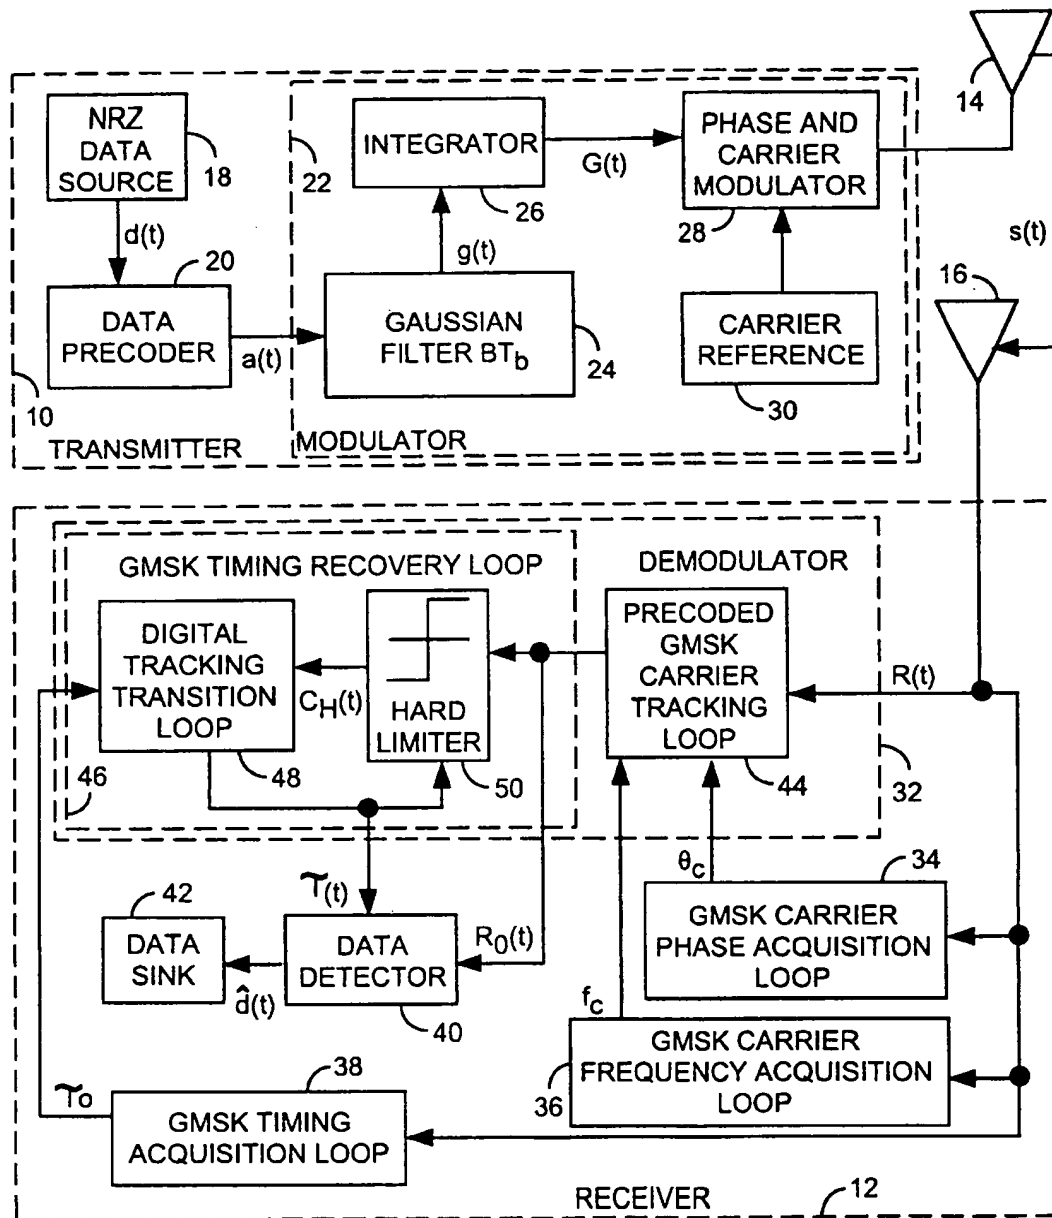 14
NRZ
DATA
SOURCE
18
d(t)
20
DATA
PRECODER
a(t)
10
TRANSMITTER
22
INTEGRATOR
26
G(t)
g(t)
GAUSSIAN
FILTER BTb
24
PHASE AND
CARRIER
MODULATOR
28
CARRIER
REFERENCE
30
MODULATOR
s(t)
16
GMSK TIMING RECOVERY LOOP
DEMODULATOR
DIGITAL
TRACKING
TRANSITION
LOOP
48
CH(t)
HARD
LIMITER
50
PRECODED
GMSK
CARRIER
TRACKING
LOOP
44
R(t)
32
46
θc
34
GMSK CARRIER
PHASE ACQUISITION
LOOP
τ(t)
R0(t)
42
DATA
SINK
d̂(t)
DATA
DETECTOR
40
fc
36
GMSK CARRIER
FREQUENCY ACQUISITION
LOOP
τo
38
GMSK TIMING
ACQUISITION LOOP
RECEIVER
12